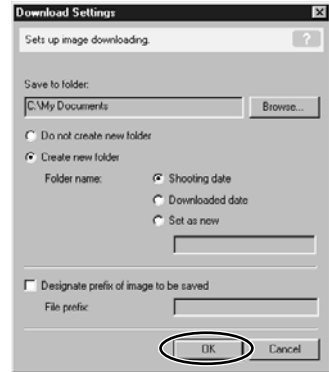 Download Settings
Sets up image downloading.
?
Save to folder:
C:\My Documents
Browse...
Do not create new folder
Create new folder
Folder name:
Shooting date
Downloaded date
Set as new
Designate prefix of image to be saved
File prefix:
OK
Cancel